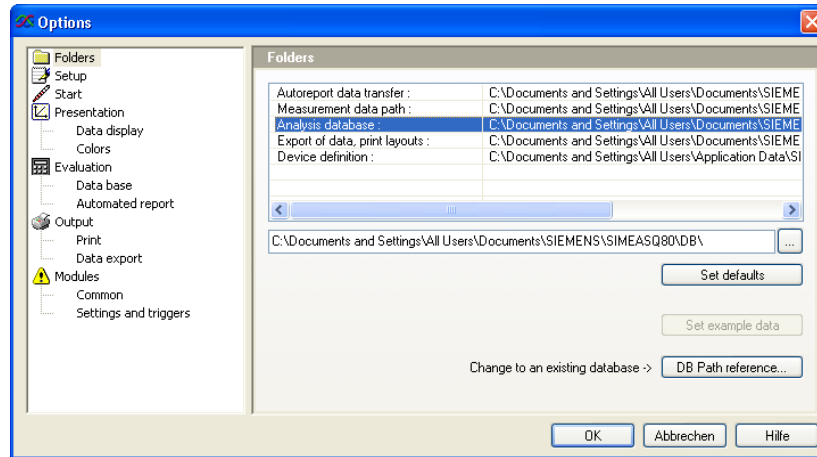 Options
Folders
Setup
Start
Presentation
Data display
Colors
Evaluation
Data base
Automated report
Output
Print
Data export
Modules
Common
Settings and triggers
Folders
Autoreport data transfer : C:\Documents and Settings\All Users\Documents\SIEME
Measurement data path : C:\Documents and Settings\All Users\Documents\SIEME
Analysis database : C:\Documents and Settings\All Users\Documents\SIEME
Export of data, print layouts : C:\Documents and Settings\All Users\Documents\SIEME
Device definition : C:\Documents and Settings\All Users\Application Data\SI
C:\Documents and Settings\All Users\Documents\SIEMENS\SIMEASQ80\DB\ ...
Set defaults
Set example data
Change to an existing database -> DB Path reference...
OK Abbrechen Hilfe